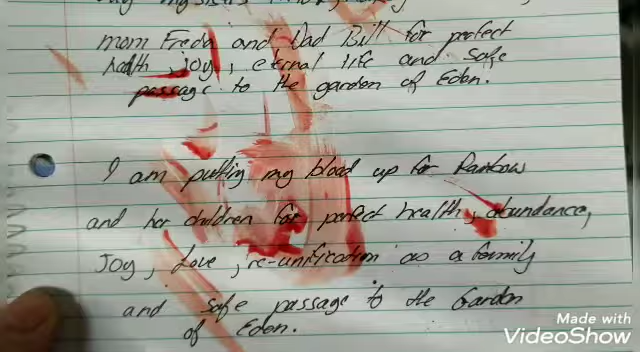 mom Freda and Dad Bill for perfect
health, joy, eternal life and safe
passage to the garden of Eden.
I am putting my blood up for Rainbow
and her children for perfect health, abundance,
Joy, Love, re-unification as a family
and safe passage to the Garden
of Eden.
Made with
VideoShow